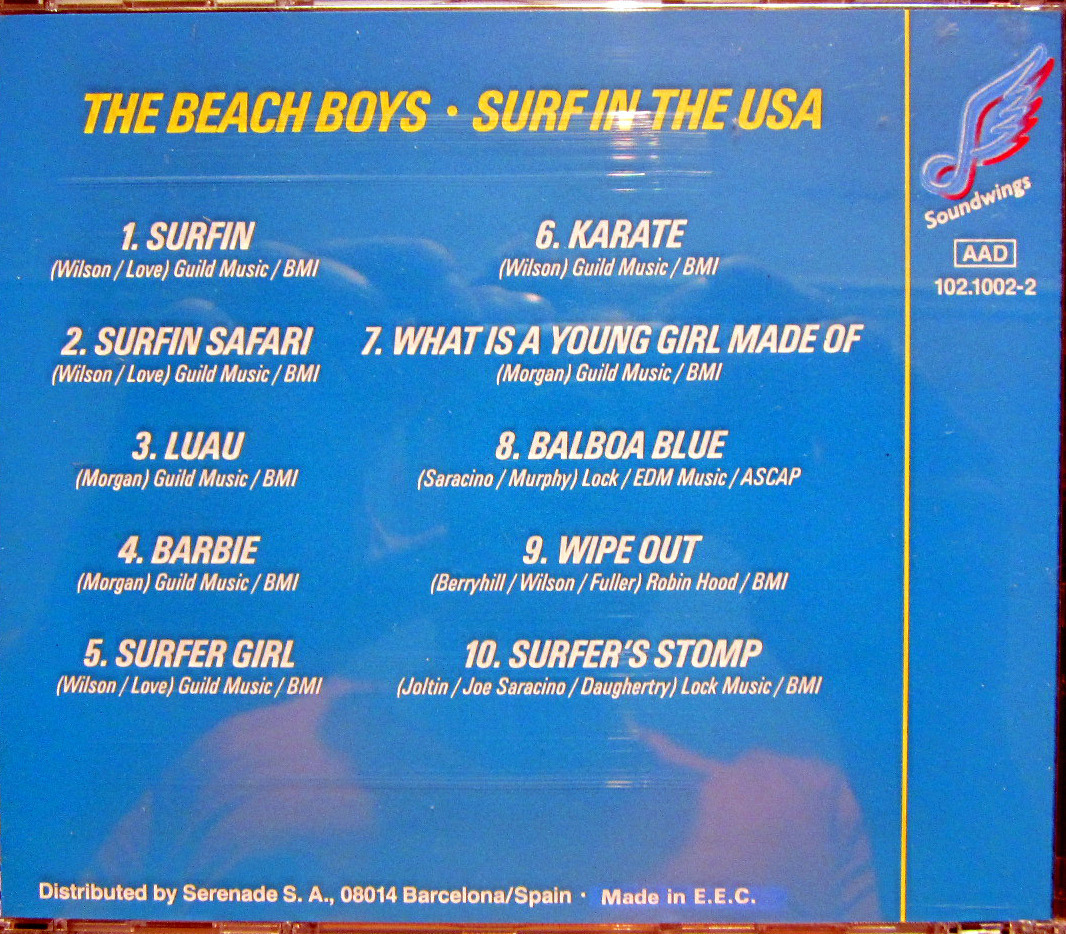 THE BEACH BOYS · SURF IN THE USA
1. SURFIN
(Wilson / Love) Guild Music / BMI
2. SURFIN SAFARI
(Wilson / Love) Guild Music / BMI
3. LUAU
(Morgan) Guild Music / BMI
4. BARBIE
(Morgan) Guild Music / BMI
5. SURFER GIRL
(Wilson / Love) Guild Music / BMI
6. KARATE
(Wilson) Guild Music / BMI
7. WHAT IS A YOUNG GIRL MADE OF
(Morgan) Guild Music / BMI
8. BALBOA BLUE
(Saracino / Murphy) Lock / EDM Music / ASCAP
9. WIPE OUT
(Berryhill / Wilson / Fuller) Robin Hood / BMI
10. SURFER'S STOMP
(Joltin / Joe Saracino / Daughertry) Lock Music / BMI
Soundwings
AAD
102.1002-2
Distributed by Serenade S. A., 08014 Barcelona/Spain · Made in E.E.C.